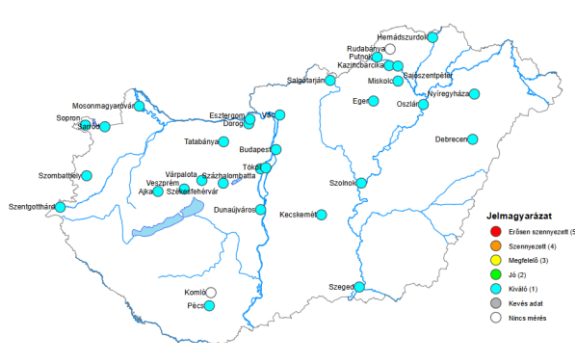 Hernádszurdok
Rudabánya
Putnok
Kazincbarcika
Sajószentpéter
Miskolc
Salgótarján
Nyíregyháza
Eger
Oszlár
Mosonmagyaróvár
Esztergom
Vác
Dorog
Sopron
Sarród
Tatabánya
Budapest
Debrecen
Tököl
Szombathely
Várpalota
Százhalombatta
Veszprém
Ajka
Székesfehérvár
Szolnok
Szentgotthárd
Dunaújváros
Kecskemét
Komló
Pécs
Szeged
Jelmagyarázat
Erősen szennyezett (5
Szennyezett (4)
Megfelelő (3)
Jó (2)
Kiváló (1)
Kevés adat
Nincs mérés